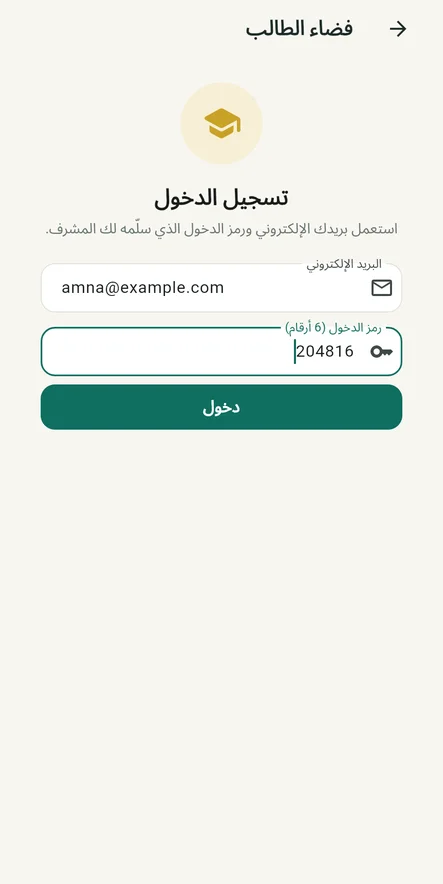 فضاء الطالب
تسجيل الدخول
استعمل بريدك الإلكتروني ورمز الدخول الذي سلّمه لك المشرف.
البريد الإلكتروني
amna@example.com
رمز الدخول (6 أرقام)
204816
دخول